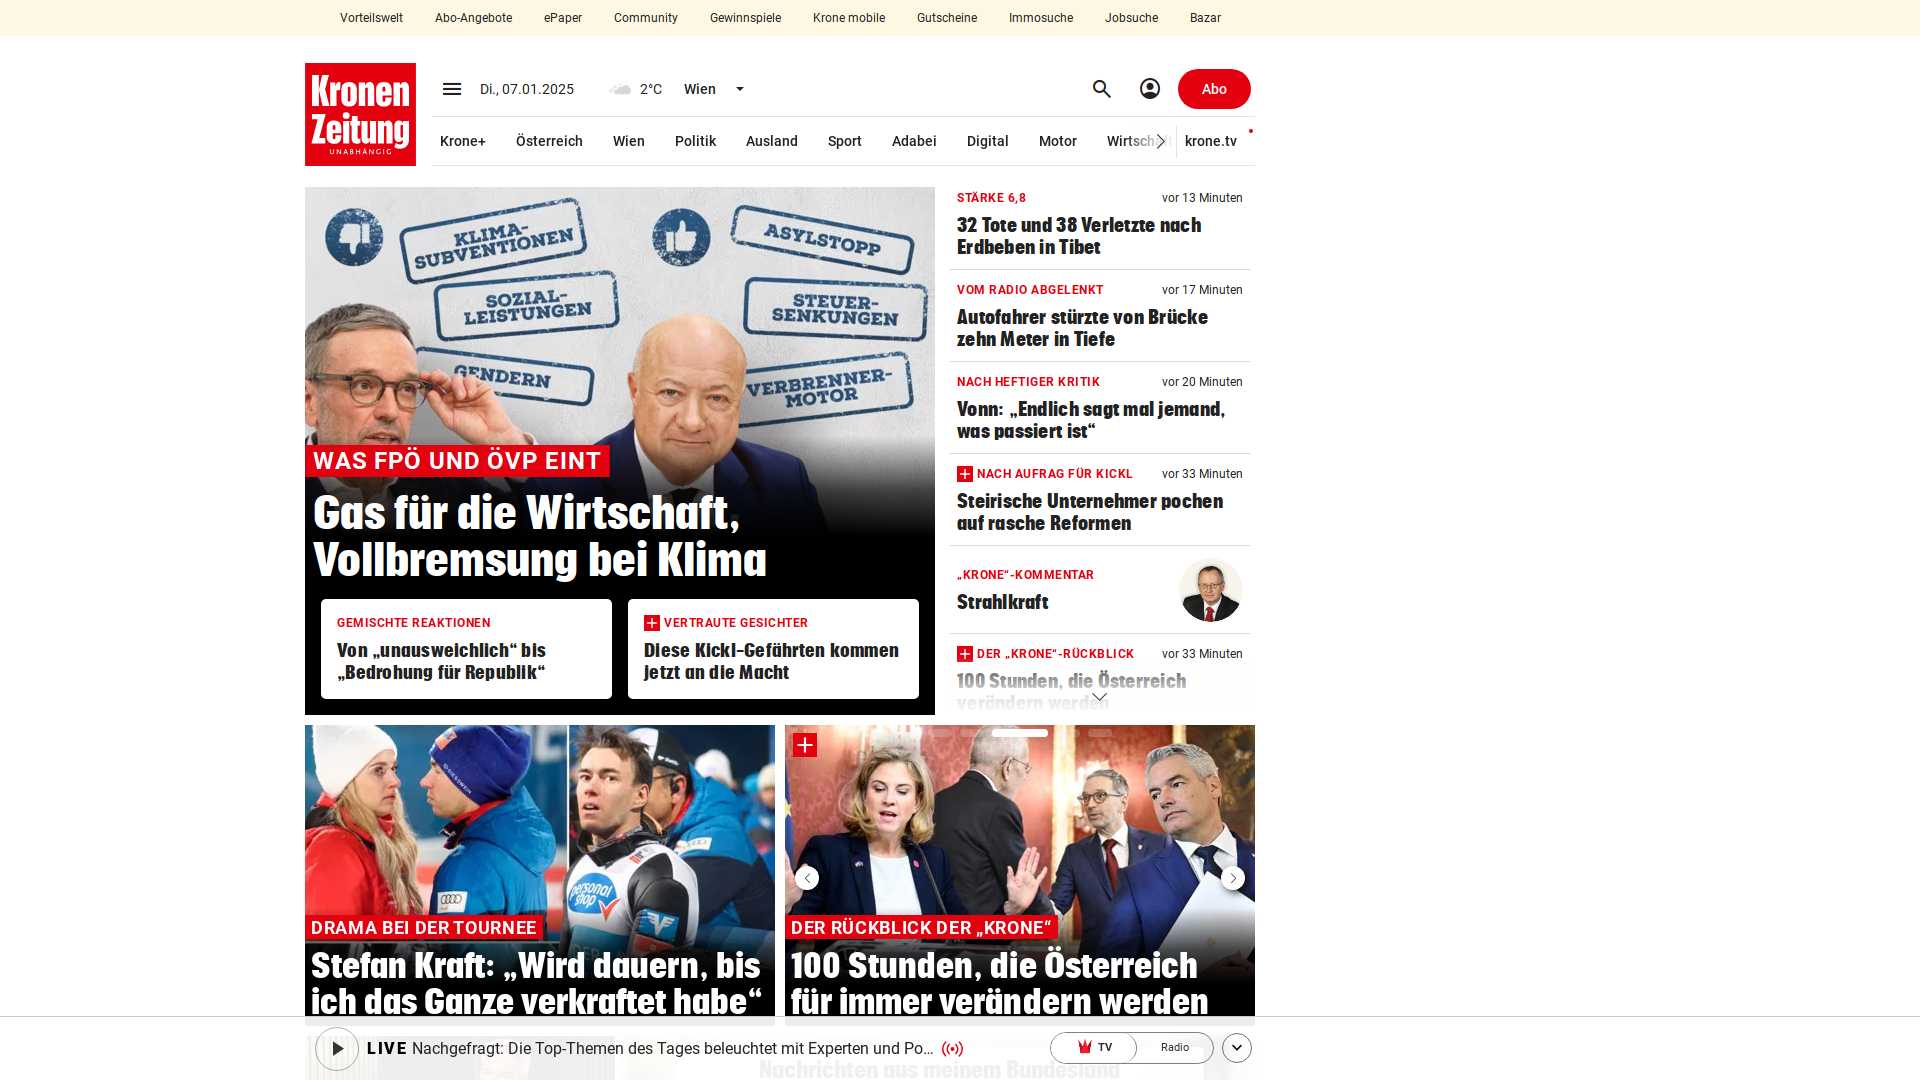 Vorteilswelt Abo-Angebote ePaper Community Gewinnspiele Krone mobile Gutscheine Immosuche Jobsuche Bazar
Kronen
Zeitung
UNABHÄNGIG
Di., 07.01.2025 2°C Wien
Abo
Krone+ Österreich Wien Politik Ausland Sport Adabei Digital Motor Wirtschaft krone.tv
KLIMA-
SUBVENTIONEN
SOZIAL-
LEISTUNGEN
GENDERN
ASYLSTOPP
STEUER-
SENKUNGEN
VERBRENNER-
MOTOR
WAS FPÖ UND ÖVP EINT
Gas für die Wirtschaft,
Vollbremsung bei Klima
GEMISCHTE REAKTIONEN
Von „unausweichlich“ bis
„Bedrohung für Republik“
VERTRAUTE GESICHTER
Diese Kickl-Gefährten kommen
jetzt an die Macht
STÄRKE 6,8 vor 13 Minuten
32 Tote und 38 Verletzte nach
Erdbeben in Tibet
VOM RADIO ABGELENKT vor 17 Minuten
Autofahrer stürzte von Brücke
zehn Meter in Tiefe
NACH HEFTIGER KRITIK vor 20 Minuten
Vonn: „Endlich sagt mal jemand,
was passiert ist“
NACH AUFRAG FÜR KICKL vor 33 Minuten
Steirische Unternehmer pochen
auf rasche Reformen
„KRONE“-KOMMENTAR
Strahlkraft
DER „KRONE“-RÜCKBLICK vor 33 Minuten
100 Stunden, die Österreich
verändern werden
personal
shop
DRAMA BEI DER TOURNEE
Stefan Kraft: „Wird dauern, bis
ich das Ganze verkraftet habe“
DER RÜCKBLICK DER „KRONE“
100 Stunden, die Österreich
für immer verändern werden
LIVE Nachgefragt: Die Top-Themen des Tages beleuchtet mit Experten und Po...
TV Radio
Nachrichten aus meinem Bundesland